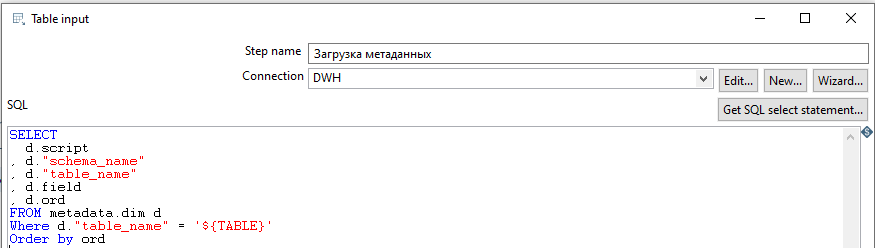 Table input
Step name Загрузка метаданных
Connection DWH Edit... New... Wizard...
SQL Get SQL select statement...
SELECT
  d.script
, d."schema_name"
, d."table_name"
, d.field
, d.ord
FROM metadata.dim d
Where d."table_name" = '${TABLE}'
Order by ord